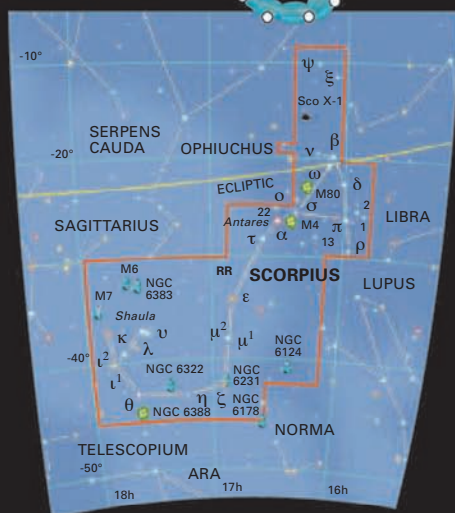 -10°
ψ
ξ
Sco X-1
SERPENS
CAUDA
OPHIUCHUS
ν
β
-20°
ECLIPTIC
ω
δ
M80
ο
σ
2
22
Antares
M4
π
1
LIBRA
SAGITTARIUS
α
13
ρ
τ
RR
SCORPIUS
M6
NGC
6383
LUPUS
M7
ε
Shaula
κ
υ
λ
μ²
μ¹
NGC
6124
-40°
ι²
ι¹
NGC 6322
NGC
6231
θ
NGC 6388
η
ζ
NGC
6178
NORMA
TELESCOPIUM
-50°
ARA
18h
17h
16h